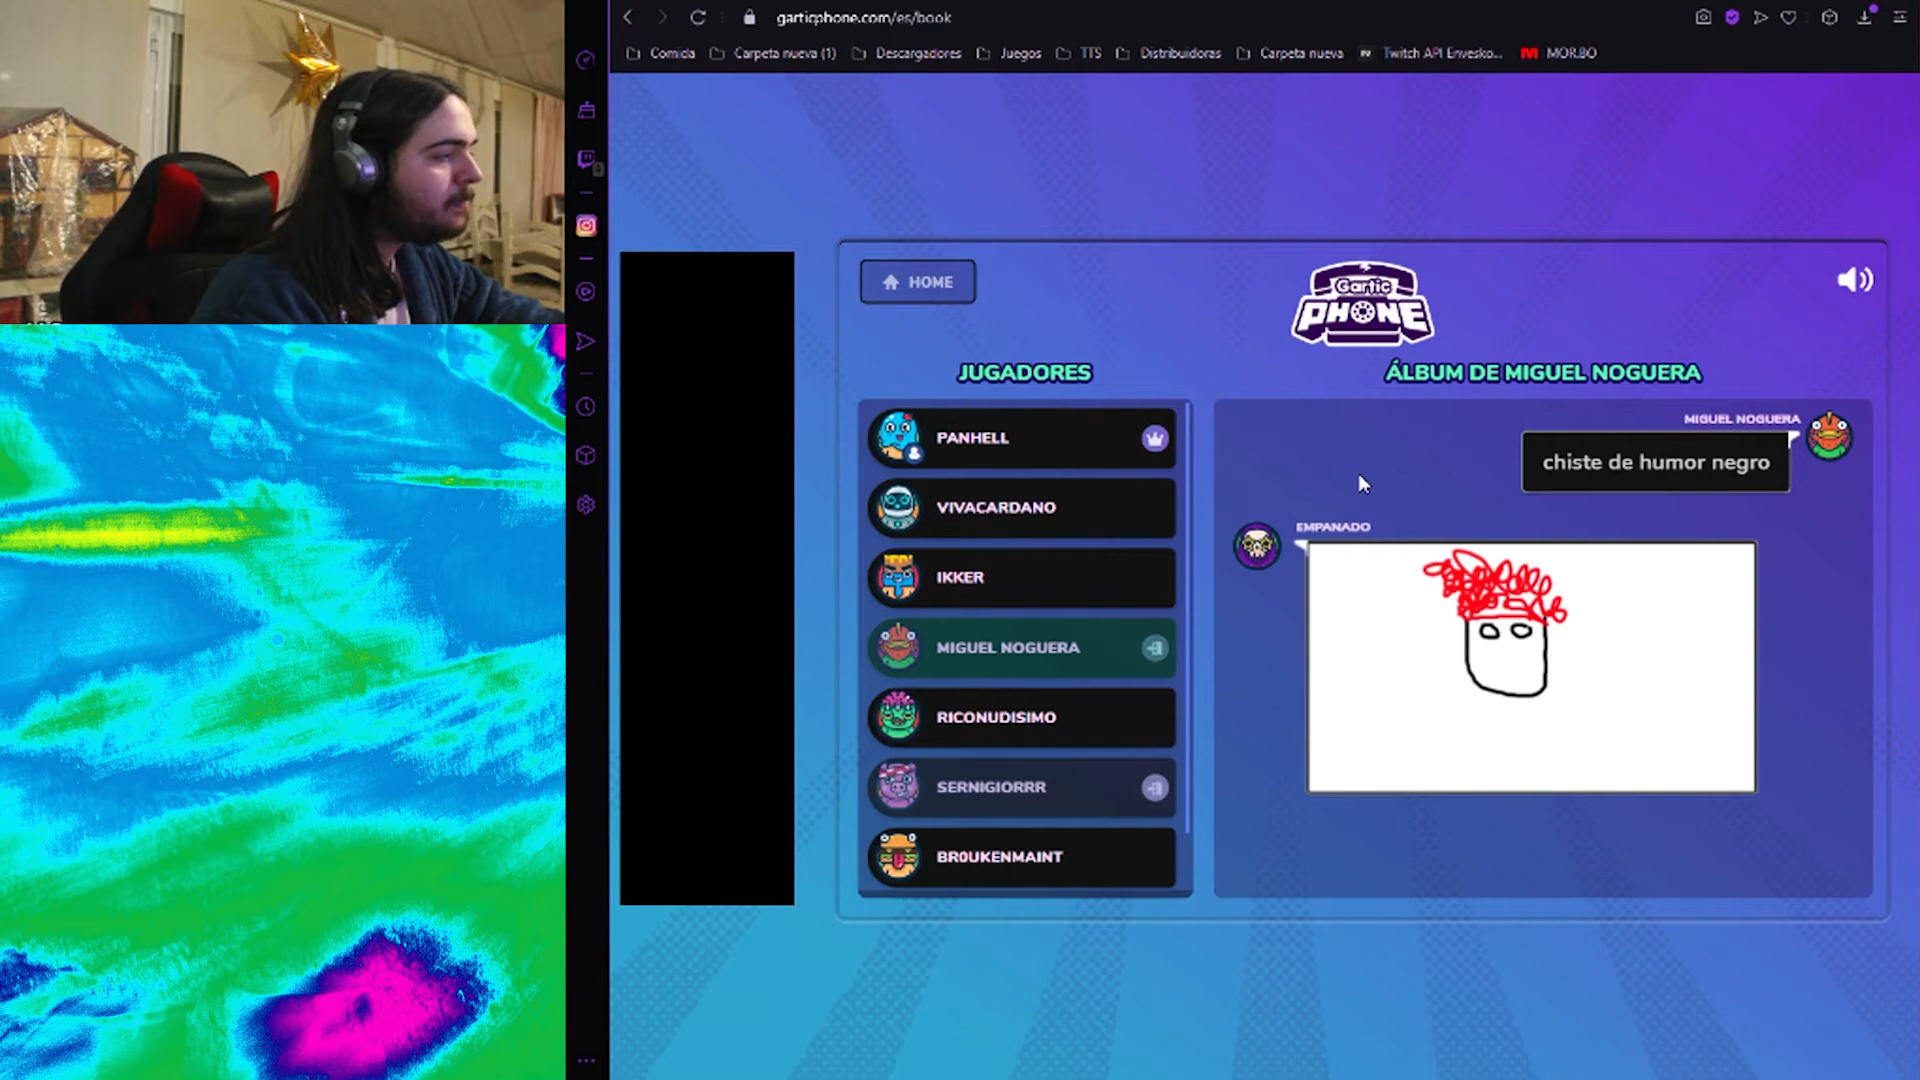 garticphone.com/es/book
Comida
Carpeta nueva (1)
Descargadores
Juegos
TTS
Distribuidoras
Carpeta nueva
Twitch API Envesko...
MOR.BO
HOME
Gartic
PHONE
JUGADORES
ÁLBUM DE MIGUEL NOGUERA
PANHELL
VIVACARDANO
IKKER
MIGUEL NOGUERA
RICONUDISIMO
SERNIGIORRR
BR0UKENMAINT
MIGUEL NOGUERA
chiste de humor negro
EMPANADO